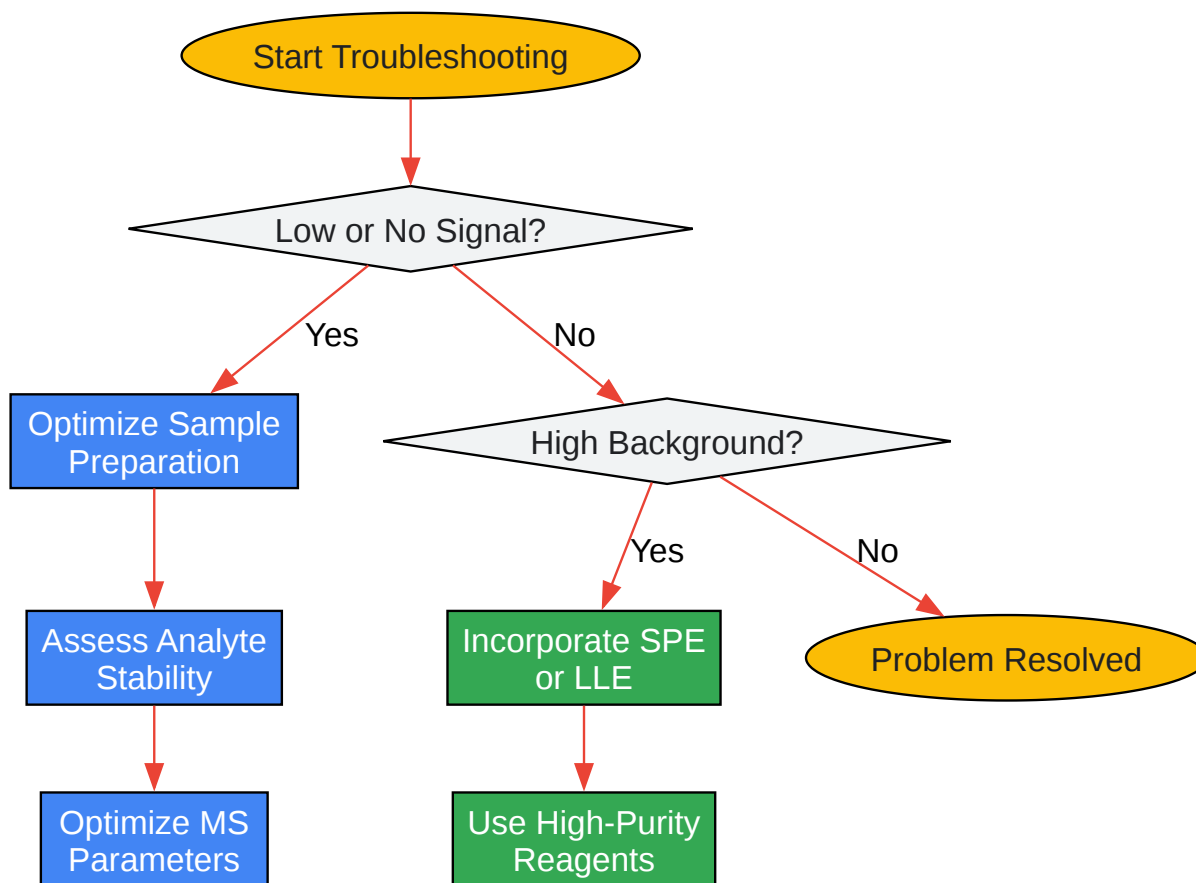 Start Troubleshooting
Low or No Signal?
Yes
No
Optimize Sample
Preparation
High Background?
Yes
No
Assess Analyte
Stability
Incorporate SPE
or LLE
Problem Resolved
Optimize MS
Parameters
Use High-Purity
Reagents